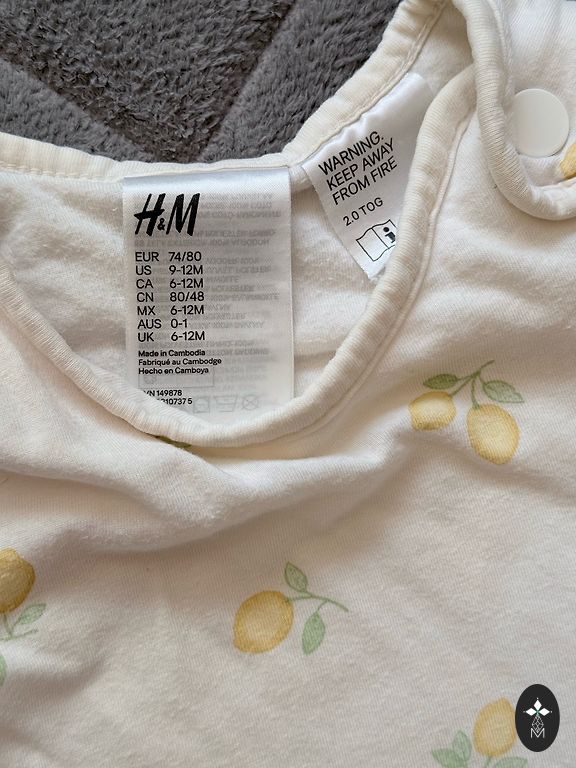 H&M
EUR 74/80
US 9-12M
CA 6-12M
CN 80/48
MX 6-12M
AUS 0-1
UK 6-12M
Made in Cambodia
Fabriqué au Cambodge
Hecho en Camboya
WARNING.
KEEP AWAY
FROM FIRE
2.0 TOG